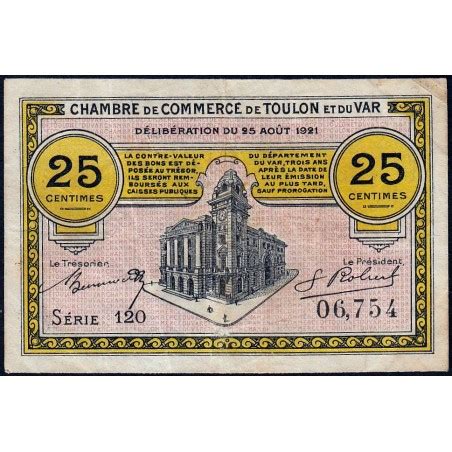 CHAMBRE DE COMMERCE DE TOULON ET DU VAR
DÉLIBÉRATION DU 25 AOÛT 1921
25
CENTIMES
LA CONTRE-VALEUR
DES BONS EST DÉ-
POSÉE AU TRÉSOR,
ILS SERONT REM-
BOURSÉS AUX
CAISSES PUBLIQUES
DU DÉPARTEMENT
DU VAR, TROIS ANS
APRÈS LA DATE DE
LEUR ÉMISSION
AU PLUS TARD,
SAUF PROROGATION
25
CENTIMES
Le Trésorier
Le Président
SÉRIE 120
06,754